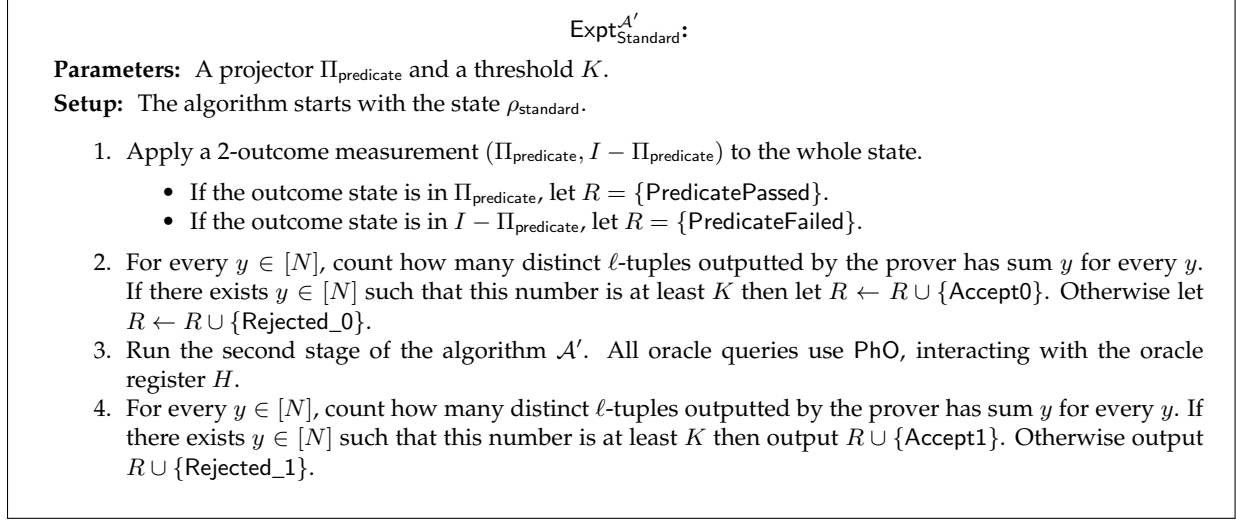 Expt^{𝒜′}_{Standard}:
Parameters: A projector Π_predicate and a threshold K.
Setup: The algorithm starts with the state ρ_standard.
1. Apply a 2-outcome measurement (Π_predicate, I − Π_predicate) to the whole state.
• If the outcome state is in Π_predicate, let R = {PredicatePassed}.
• If the outcome state is in I − Π_predicate, let R = {PredicateFailed}.
2. For every y ∈ [N], count how many distinct ℓ-tuples outputted by the prover has sum y for every y.
If there exists y ∈ [N] such that this number is at least K then let R ← R ∪ {Accept0}. Otherwise let
R ← R ∪ {Rejected_0}.
3. Run the second stage of the algorithm 𝒜′. All oracle queries use PhO, interacting with the oracle
register H.
4. For every y ∈ [N], count how many distinct ℓ-tuples outputted by the prover has sum y for every y. If
there exists y ∈ [N] such that this number is at least K then output R ∪ {Accept1}. Otherwise output
R ∪ {Rejected_1}.